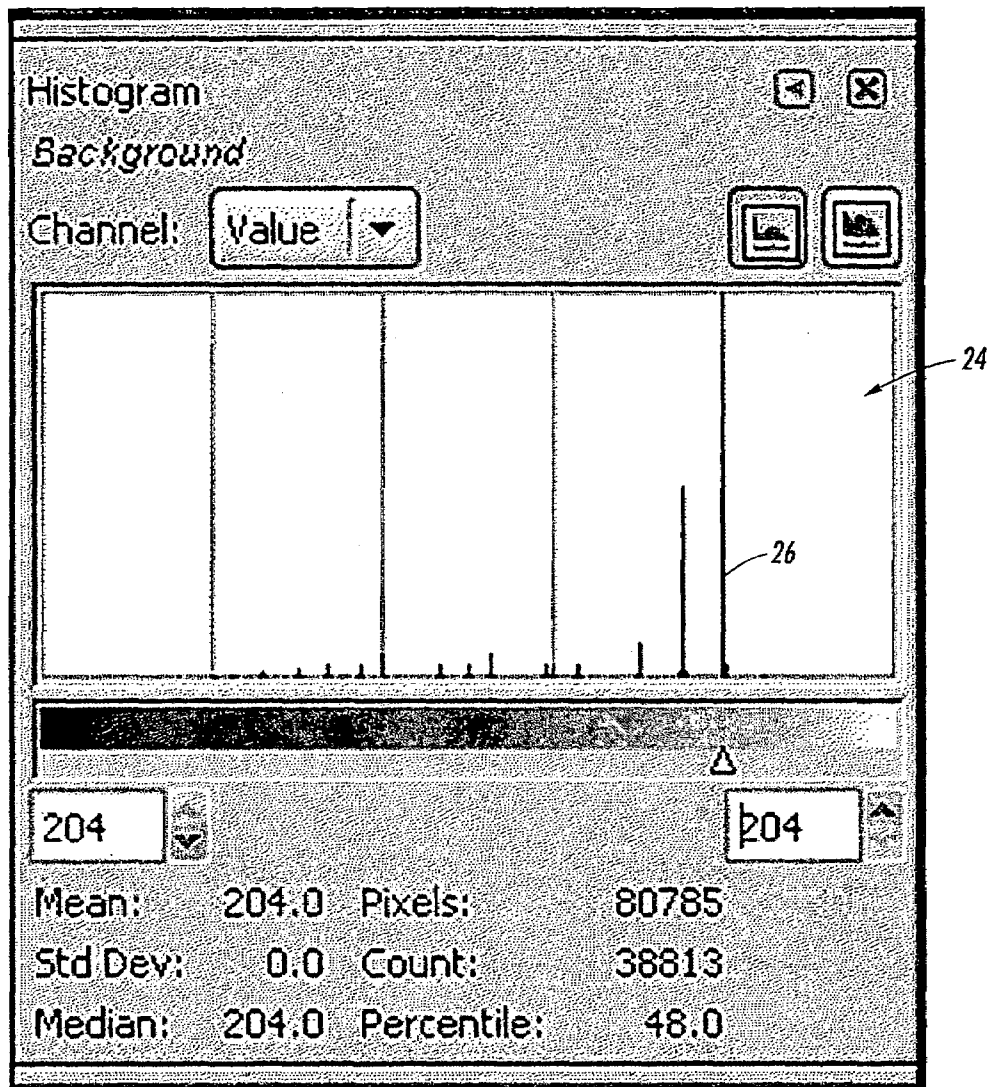 Histogram
Background
Channel: Value
24
26
204 204
Mean: 204.0 Pixels: 80785
Std Dev: 0.0 Count: 38813
Median: 204.0 Percentile: 48.0